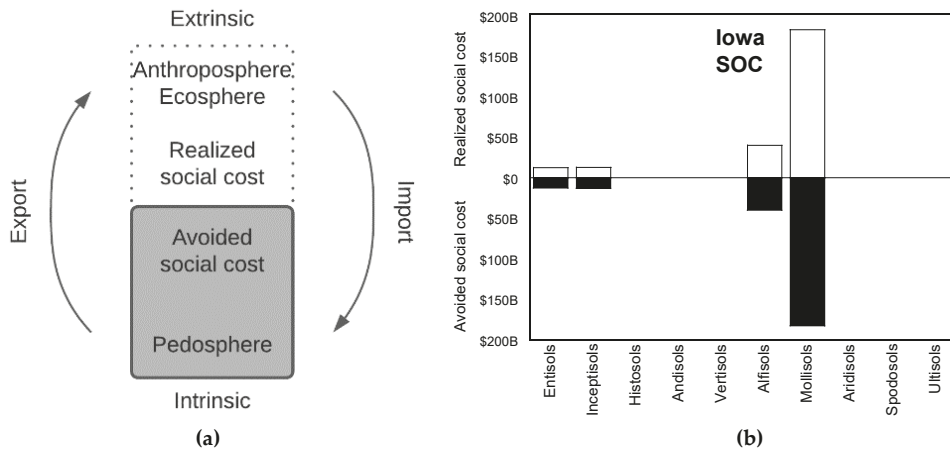 Extrinsic
Anthroposphere
Ecosphere
Realized
social cost
Avoided
social cost
Pedosphere
Intrinsic
Export
Import
(a)
Iowa
SOC
Realized social cost
Avoided social cost
$200B
$150B
$100B
$50B
$0
$50B
$100B
$150B
$200B
Entisols
Inceptisols
Histosols
Andisols
Vertisols
Alfisols
Mollisols
Aridisols
Spodosols
Ultisols
(b)